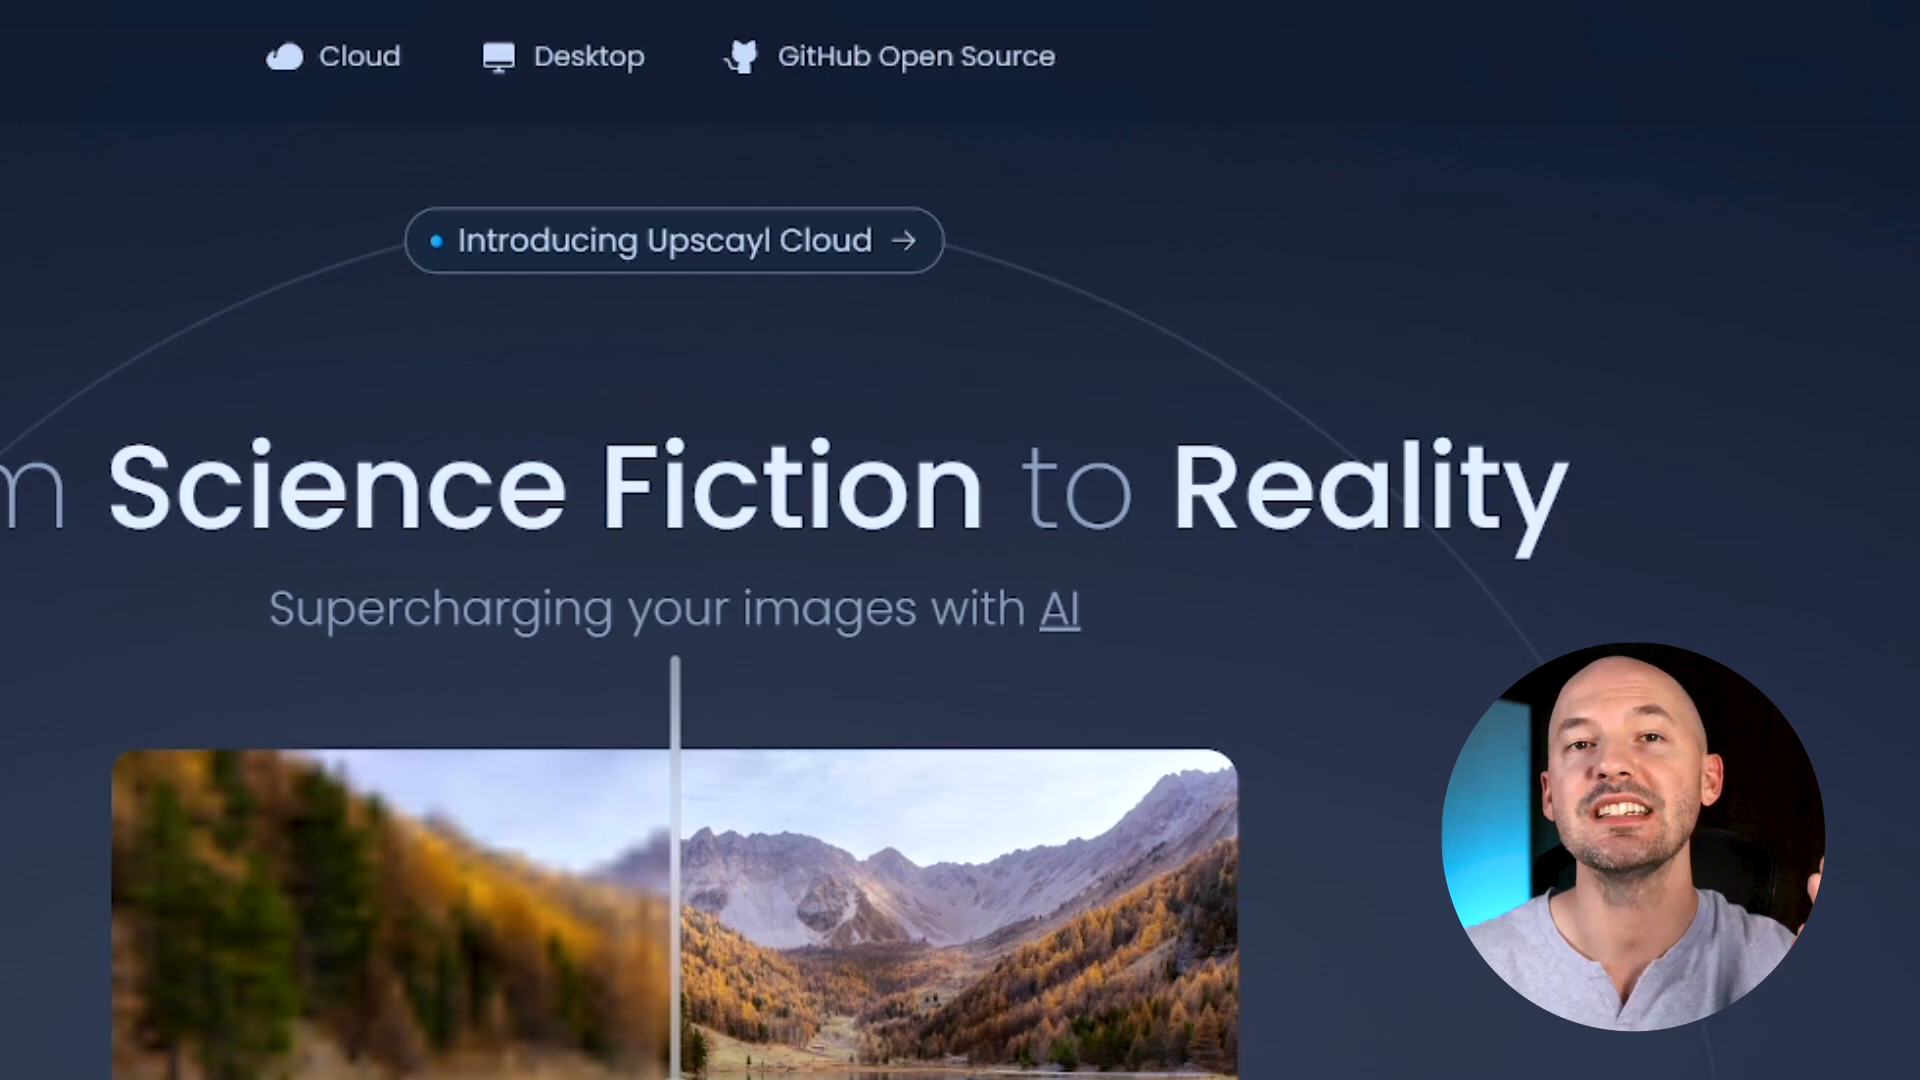 Cloud
Desktop
GitHub Open Source
Introducing Upscayl Cloud →
m Science Fiction to Reality
Supercharging your images with AI